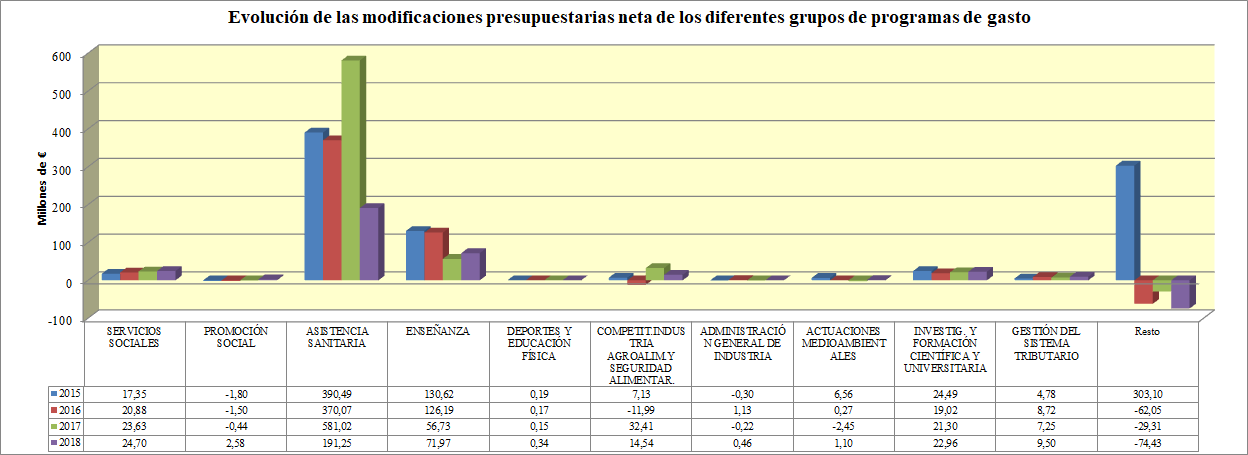 Evolución de las modificaciones presupuestarias neta de los diferentes grupos de programas de gasto
Millones de €
600
500
400
300
200
100
0
-100
SERVICIOS
SOCIALES
PROMOCIÓN
SOCIAL
ASISTENCIA
SANITARIA
ENSEÑANZA
DEPORTES Y
EDUCACIÓN
FÍSICA
COMPETIT.INDUS
TRIA
AGROALIM.Y
SEGURIDAD
ALIMENTAR.
ADMINISTRACIÓ
N GENERAL DE
INDUSTRIA
ACTUACIONES
MEDIOAMBIENT
ALES
INVESTIG. Y
FORMACIÓN
CIENTÍFICA Y
UNIVERSITARIA
GESTIÓN DEL
SISTEMA
TRIBUTARIO
Resto
2015 17,35 -1,80 390,49 130,62 0,19 7,13 -0,30 6,56 24,49 4,78 303,10
2016 20,88 -1,50 370,07 126,19 0,17 -11,99 1,13 0,27 19,02 8,72 -62,05
2017 23,63 -0,44 581,02 56,73 0,15 32,41 -0,22 -2,45 21,30 7,25 -29,31
2018 24,70 2,58 191,25 71,97 0,34 14,54 0,46 1,10 22,96 9,50 -74,43